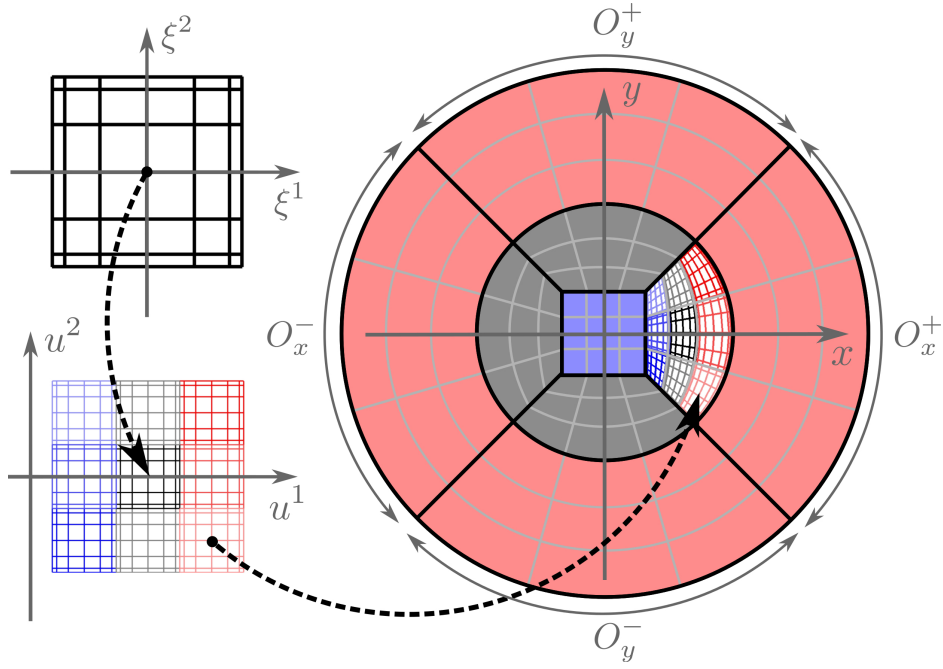 ξ²
ξ¹
u²
u¹
O_y^+
y
O_x^-
x
O_x^+
O_y^-